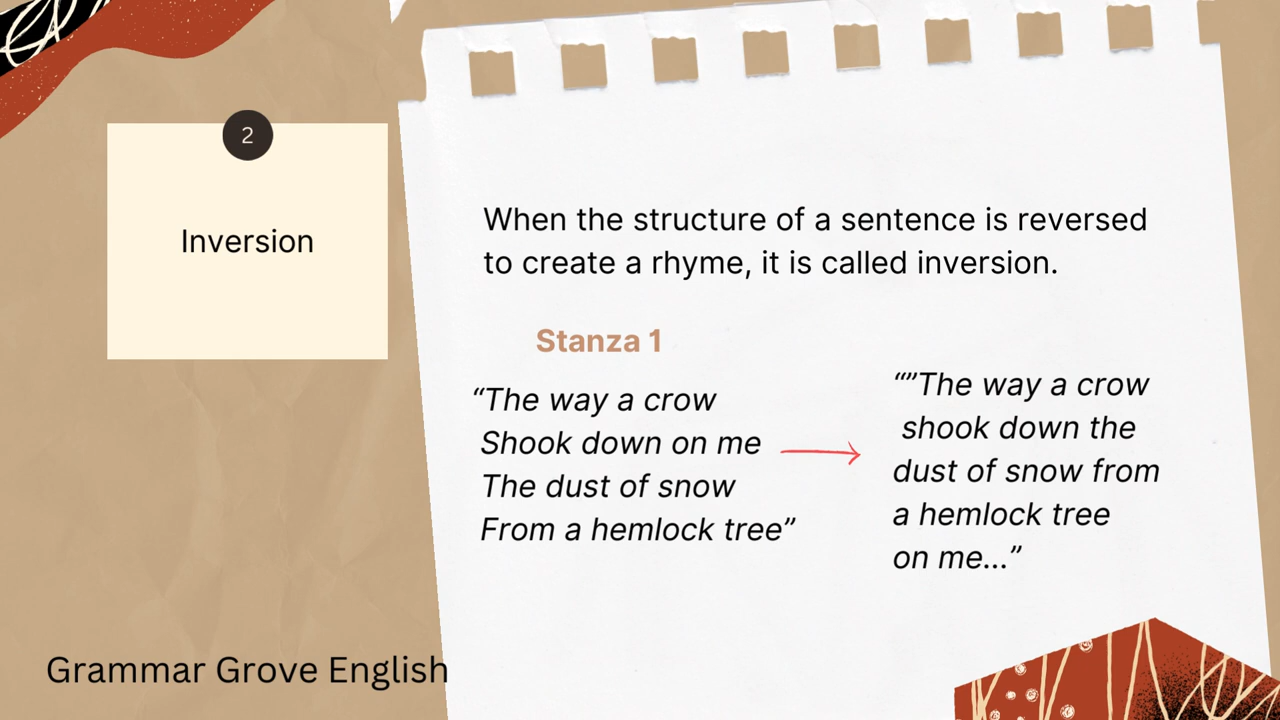 2
Inversion
When the structure of a sentence is reversed
to create a rhyme, it is called inversion.
Stanza 1
“The way a crow
Shook down on me
The dust of snow
From a hemlock tree”
“”The way a crow
shook down the
dust of snow from
a hemlock tree
on me...”
Grammar Grove English